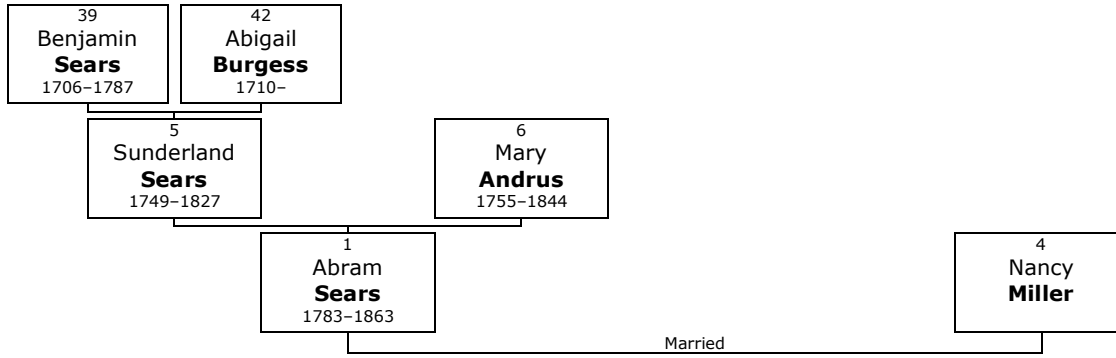 39
Benjamin
Sears
1706–1787
42
Abigail
Burgess
1710–
5
Sunderland
Sears
1749–1827
6
Mary
Andrus
1755–1844
1
Abram
Sears
1783–1863
4
Nancy
Miller
Married